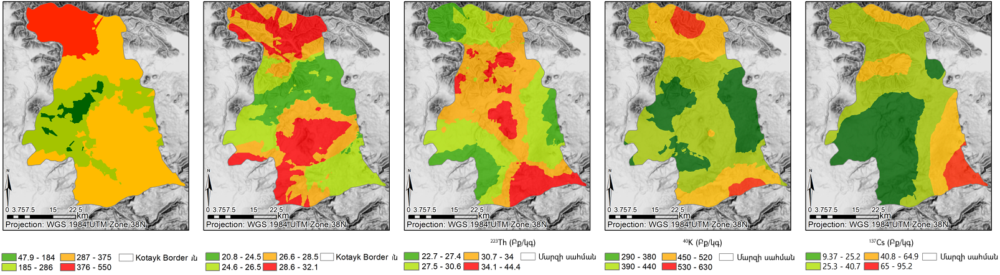 N N N N N
0 3.757.5 15 22.5 km
Projection: WGS 1984 UTM Zone 38N
0 3.757.5 15 22.5 km
Projection: WGS 1984 UTM Zone 38N
0 3.757.5 15 22.5 km
Projection: WGS 1984 UTM Zone 38N
0 3.757.5 15 22.5 km
Projection: WGS 1984 UTM Zone 38N
0 3.757.5 15 22.5 km
Projection: WGS 1984 UTM Zone 38N
47.9 - 184 287 - 375 Kotayk Border ն
185 - 286 376 - 550
20.8 - 24.5 26.6 - 28.5 Kotayk Border ն
24.6 - 26.5 28.6 - 32.1
²²³Th (Բք/կգ)
22.7 - 27.4 30.7 - 34 Մարզի սահման
27.5 - 30.6 34.1 - 44.4
⁴⁰K (Բք/կգ)
290 - 380 450 - 520 Մարզի սահման
390 - 440 530 - 630
¹³⁷Cs (Բք/կգ)
9.37 - 25.2 40.8 - 64.9 Մարզի սահման
25.3 - 40.7 65 - 95.2